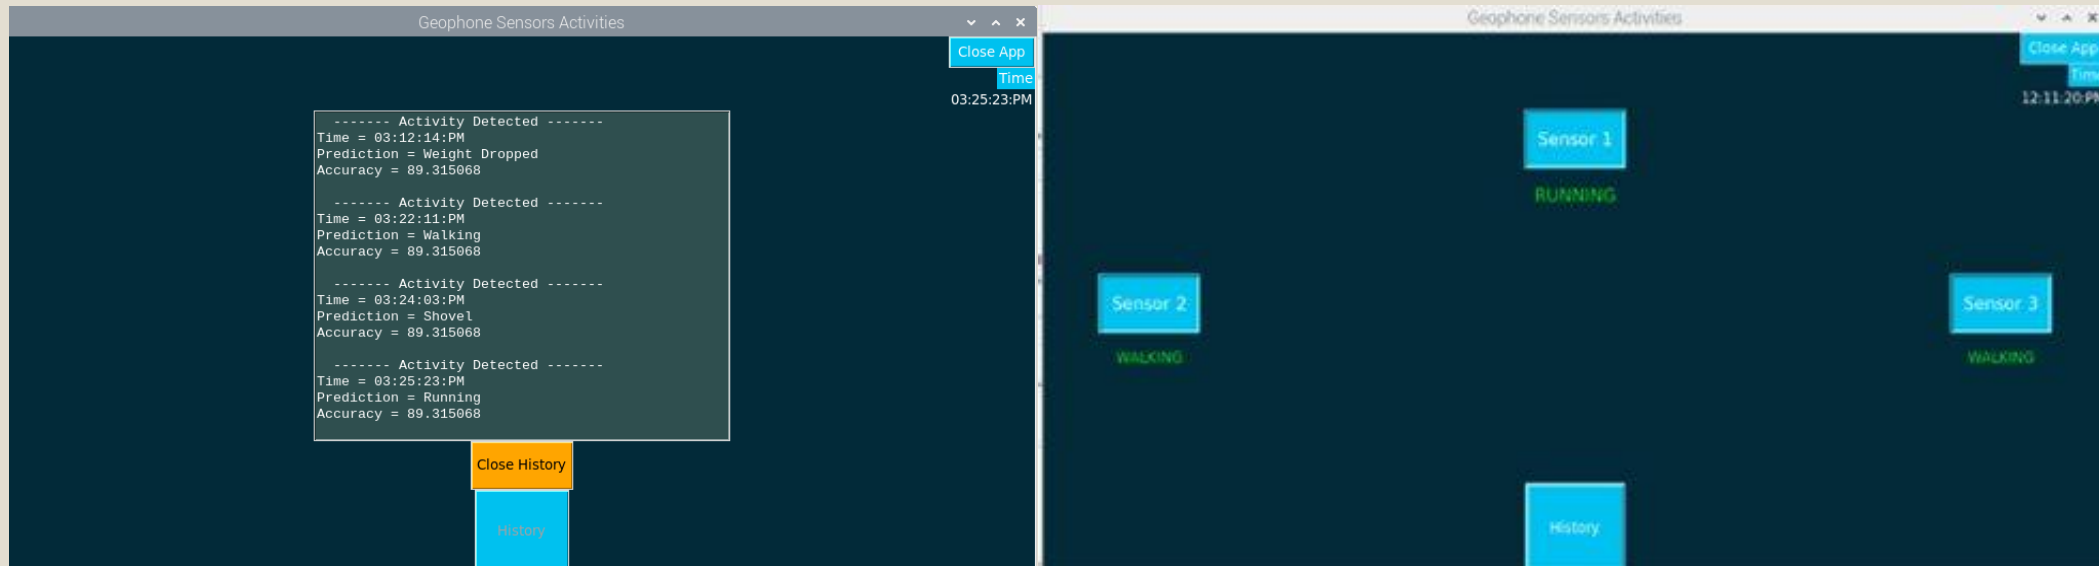 Geophone Sensors Activities
Close App
Time
03:25:23:PM
------- Activity Detected -------
Time = 03:12:14:PM
Prediction = Weight Dropped
Accuracy = 89.315068
------- Activity Detected -------
Time = 03:22:11:PM
Prediction = Walking
Accuracy = 89.315068
------- Activity Detected -------
Time = 03:24:03:PM
Prediction = Shovel
Accuracy = 89.315068
------- Activity Detected -------
Time = 03:25:23:PM
Prediction = Running
Accuracy = 89.315068
Close History
History
Geophone Sensors Activities
Close App
Time
12:11:20:PM
Sensor 1
RUNNING
Sensor 2
WALKING
Sensor 3
WALKING
History